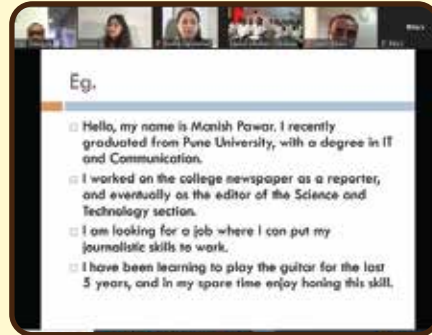 Eg.
Hello, my name is Manish Pawar. I recently
graduated from Pune University, with a degree in IT
and Communication.
I worked on the college newspaper as a reporter,
and eventually as the editor of the Science and
Technology section.
I am looking for a job where I can put my
journalistic skills to work.
I have been learning to play the guitar for the last
5 years, and in my spare time enjoy honing this skill.